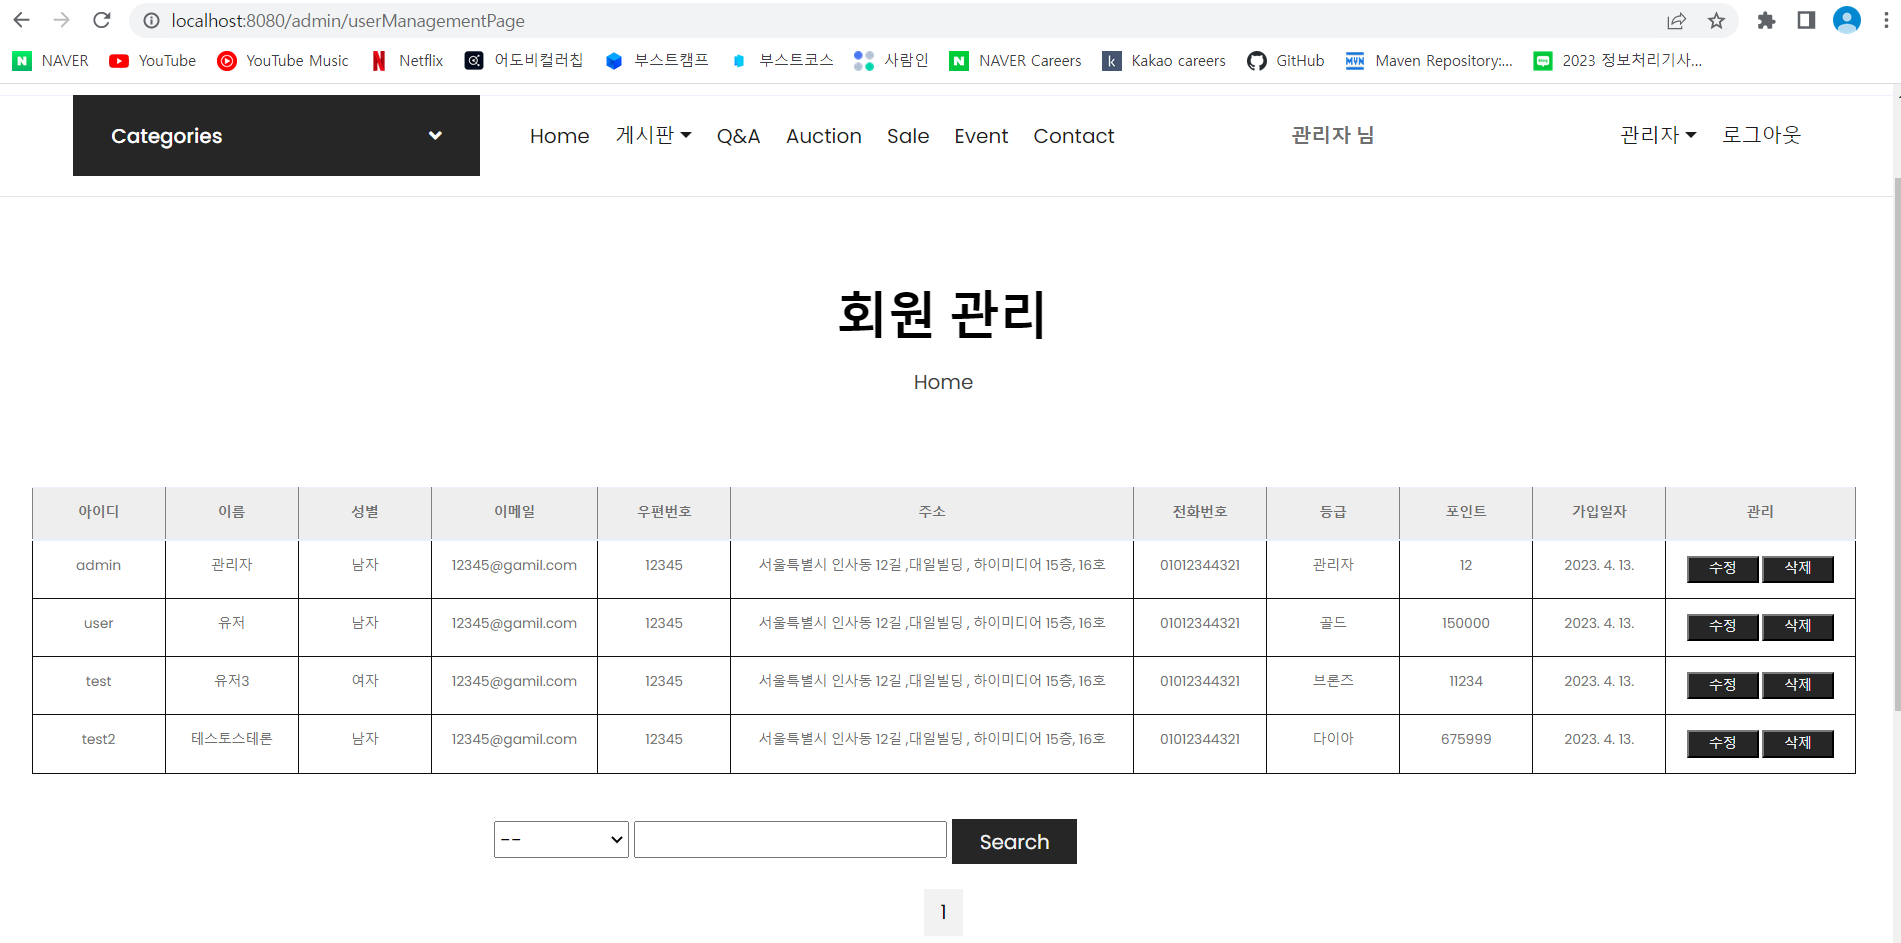 localhost:8080/admin/userManagementPage
NAVER YouTube YouTube Music Netflix 어도비컬러칩 부스트캠프 부스트코스 사람인 NAVER Careers Kakao careers GitHub Maven Repository:... 2023 정보처리기사...
Categories Home 게시판 Q&A Auction Sale Event Contact 관리자 님 관리자 로그아웃
회원 관리
Home
아이디 이름 성별 이메일 우편번호 주소 전화번호 등급 포인트 가입일자 관리
admin 관리자 남자 12345@gamil.com 12345 서울특별시 인사동 12길 ,대일빌딩 , 하이미디어 15층, 16호 01012344321 관리자 12 2023. 4. 13. 수정 삭제
user 유저 남자 12345@gamil.com 12345 서울특별시 인사동 12길 ,대일빌딩 , 하이미디어 15층, 16호 01012344321 골드 150000 2023. 4. 13. 수정 삭제
test 유저3 여자 12345@gamil.com 12345 서울특별시 인사동 12길 ,대일빌딩 , 하이미디어 15층, 16호 01012344321 브론즈 11234 2023. 4. 13. 수정 삭제
test2 테스토스테론 남자 12345@gamil.com 12345 서울특별시 인사동 12길 ,대일빌딩 , 하이미디어 15층, 16호 01012344321 다이아 675999 2023. 4. 13. 수정 삭제
-- Search
1